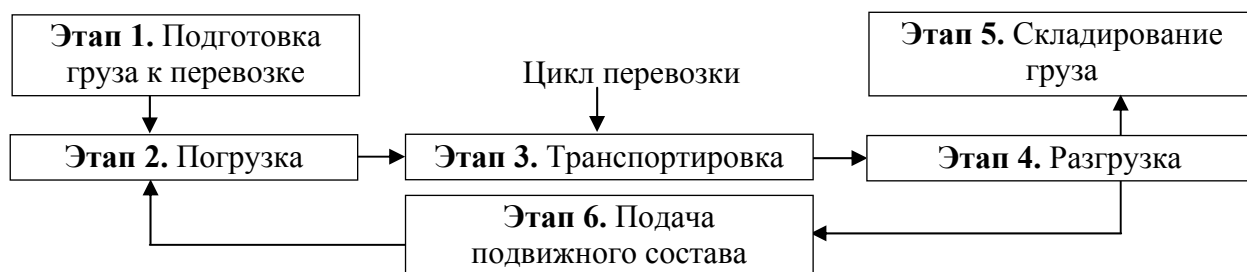 Этап 1. Подготовка
груза к перевозке
Цикл перевозки
Этап 5. Складирование
груза
Этап 2. Погрузка
Этап 3. Транспортировка
Этап 4. Разгрузка
Этап 6. Подача
подвижного состава